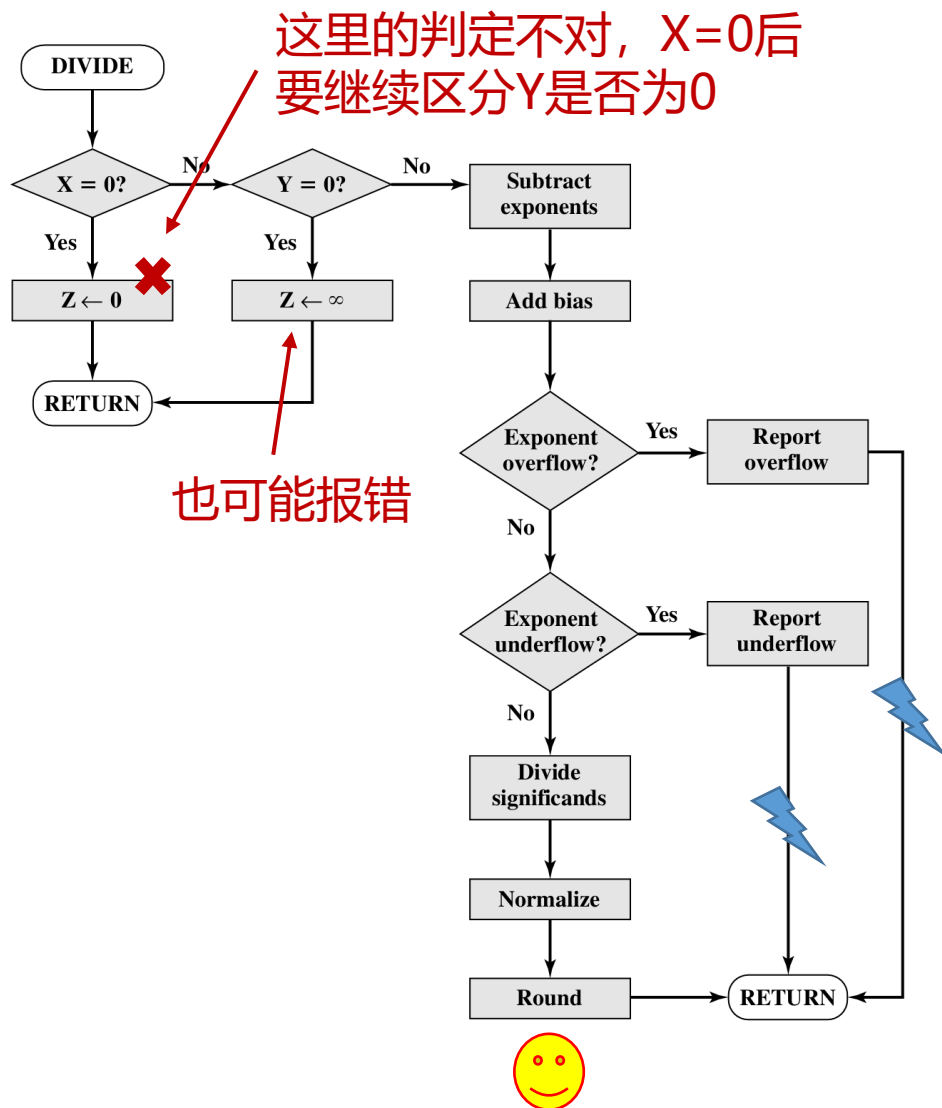 这里的判定不对，X=0后
要继续区分Y是否为0
DIVIDE
X = 0?
No
Y = 0?
No
Subtract
exponents
Yes
Yes
Z ← 0
Z ← ∞
Add bias
RETURN
也可能报错
Exponent
overflow?
Yes
Report
overflow
No
Exponent
underflow?
Yes
Report
underflow
No
Divide
significands
Normalize
Round
RETURN